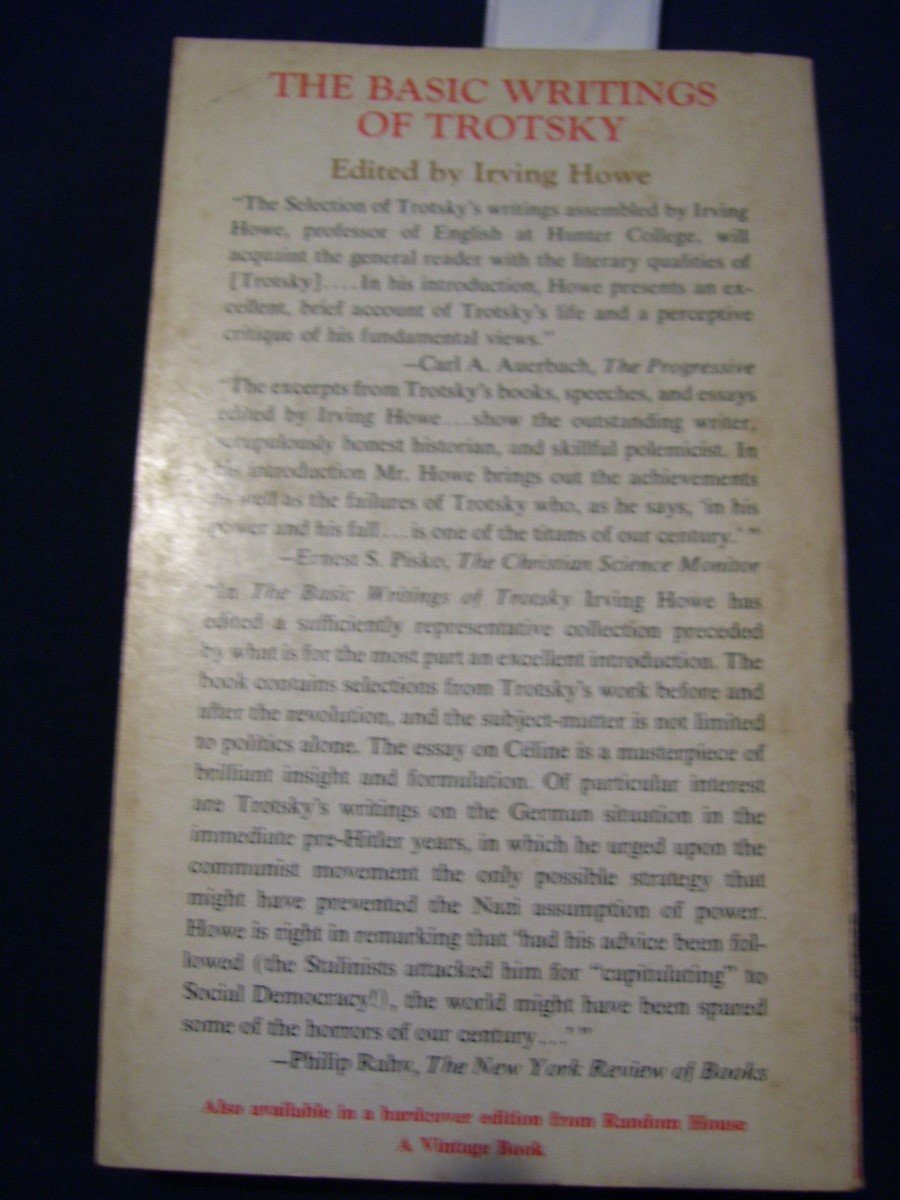 THE BASIC WRITINGS
OF TROTSKY
Edited by Irving Howe
"The Selection of Trotsky's writings assembled by Irving
Howe, professor of English at Hunter College, will
acquaint the general reader with the literary qualities of
[Trotsky]....In his introduction, Howe presents an ex-
cellent, brief account of Trotsky's life and a perceptive
critique of his fundamental views."
—Carl A. Auerbach, The Progressive
"The excerpts from Trotsky's books, speeches, and essays
edited by Irving Howe....show the outstanding writer,
scrupulously honest historian, and skillful polemicist. In
his introduction Mr. Howe brings out the achievements
as well as the failures of Trotsky who, as he says, 'in his
power and his fall....is one of the titans of our century.'"
—Ernest S. Pisko, The Christian Science Monitor
"In The Basic Writings of Trotsky Irving Howe has
edited a sufficiently representative collection preceded
by what is for the most part an excellent introduction. The
book contains selections from Trotsky's work before and
after the revolution, and the subject-matter is not limited
to politics alone. The essay on Céline is a masterpiece of
brilliant insight and formulation. Of particular interest
are Trotsky's writings on the German situation in the
immediate pre-Hitler years, in which he urged upon the
communist movement the only possible strategy that
might have prevented the Nazi assumption of power.
Howe is right in remarking that 'had his advice been fol-
lowed (the Stalinists attacked him for "capitulating" to
Social Democracy!), the world might have been spared
some of the horrors of our century....'"
—Philip Rahv, The New York Review of Books
Also available in a hardcover edition from Random House
A Vintage Book